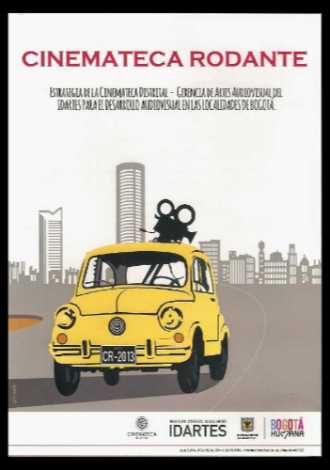 CINEMATECA RODANTE
ESTRATEGIA DE LA CINEMATECA DISTRITAL - GERENCIA DE ARTES AUDIOVISUAL DEL
IDARTES PARA EL DESARROLLO AUDIOVISUAL EN LAS LOCALIDADES DE BOGOTÁ.
CR-2013
CINEMATECA
IDARTES
BOGOTÁ
HUMANA